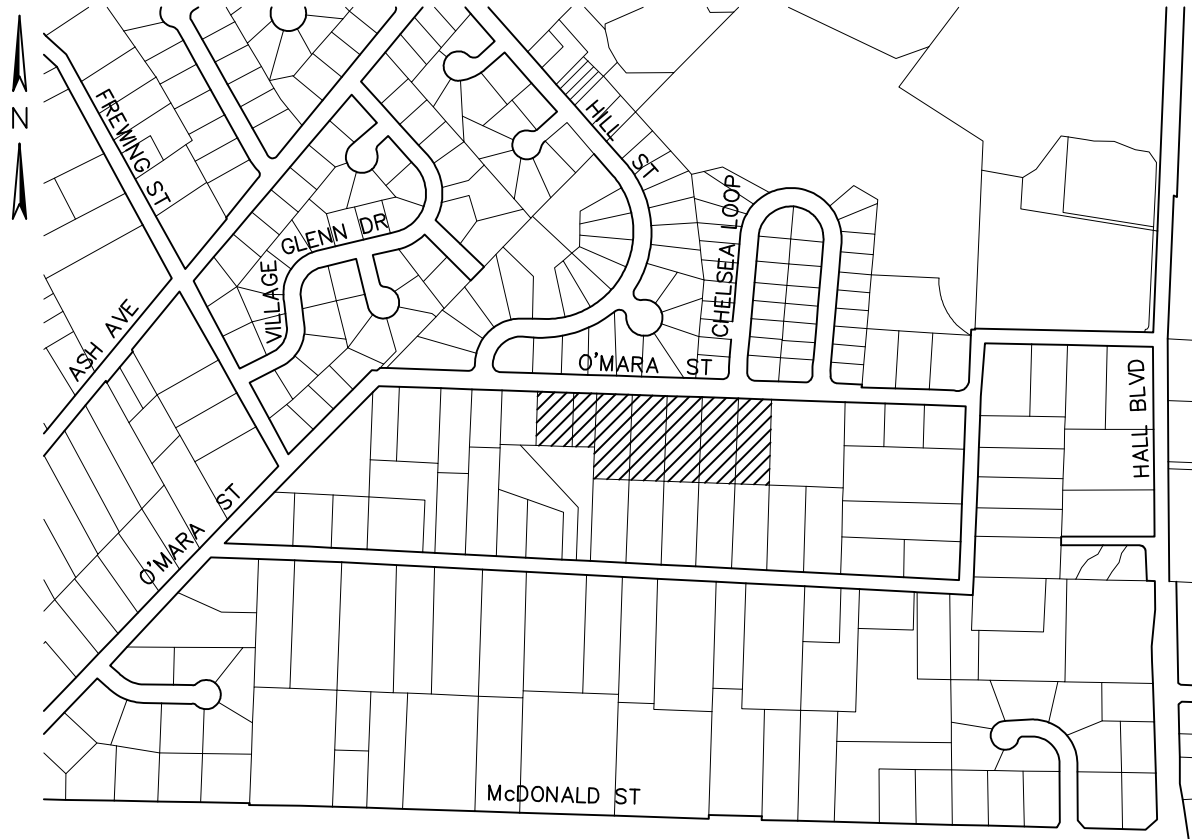 N
FREWING ST
HILL ST
CHELSEA LOOP
VILLAGE GLENN DR
ASH AVE
O'MARA ST
HALL BLVD
O'MARA ST
McDONALD ST